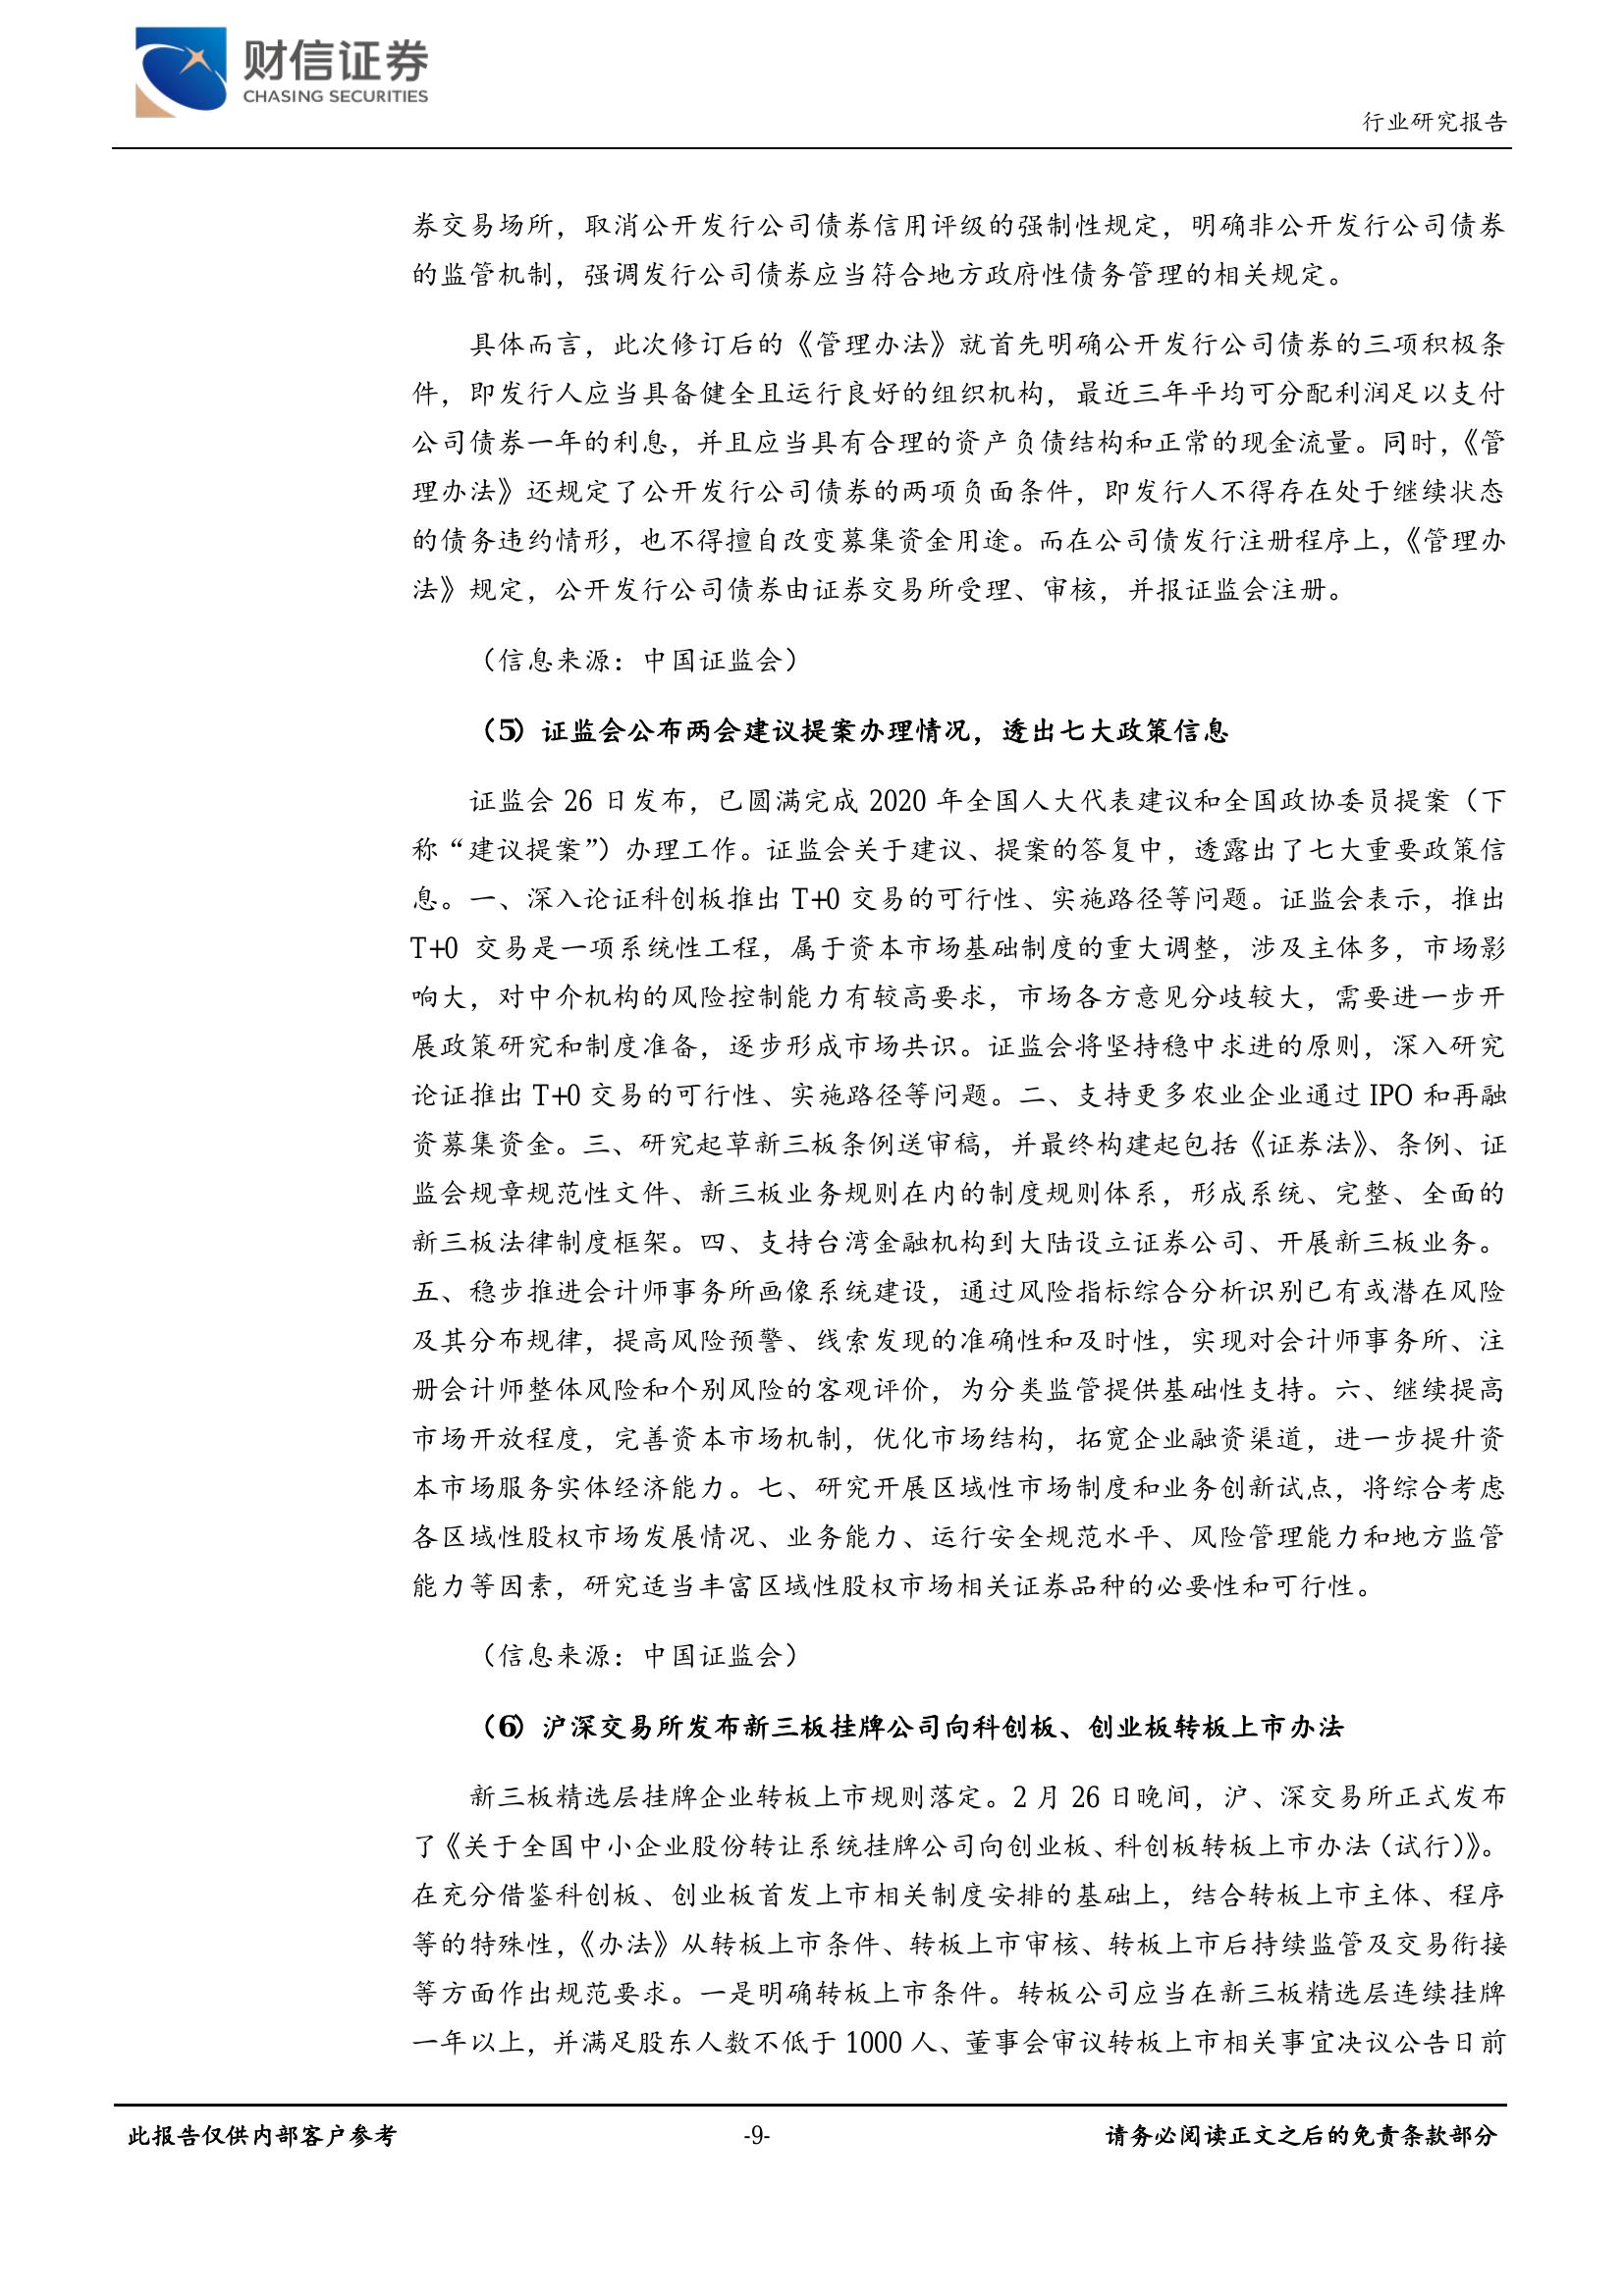 财信证券
CHASING SECURITIES
行业研究报告
券交易场所，取消公开发行公司债券信用评级的强制性规定，明确非公开发行公司债券
的监管机制，强调发行公司债券应当符合地方政府性债务管理的相关规定。
具体而言，此次修订后的《管理办法》就首先明确公开发行公司债券的三项积极条
件，即发行人应当具备健全且运行良好的组织机构，最近三年平均可分配利润足以支付
公司债券一年的利息，并且应当具有合理的资产负债结构和正常的现金流量。同时，《管
理办法》还规定了公开发行公司债券的两项负面条件，即发行人不得存在处于继续状态
的债务违约情形，也不得擅自改变募集资金用途。而在公司债发行注册程序上，《管理办
法》规定，公开发行公司债券由证券交易所受理、审核，并报证监会注册。
（信息来源：中国证监会）
（5）证监会公布两会建议提案办理情况，透出七大政策信息
证监会 26 日发布，已圆满完成 2020 年全国人大代表建议和全国政协委员提案（下
称“建议提案”）办理工作。证监会关于建议、提案的答复中，透露出了七大重要政策信
息。一、深入论证科创板推出 T+0 交易的可行性、实施路径等问题。证监会表示，推出
T+0 交易是一项系统性工程，属于资本市场基础制度的重大调整，涉及主体多，市场影
响大，对中介机构的风险控制能力有较高要求，市场各方意见分歧较大，需要进一步开
展政策研究和制度准备，逐步形成市场共识。证监会将坚持稳中求进的原则，深入研究
论证推出 T+0 交易的可行性、实施路径等问题。二、支持更多农业企业通过 IPO 和再融
资募集资金。三、研究起草新三板条例送审稿，并最终构建起包括《证券法》、条例、证
监会规章规范性文件、新三板业务规则在内的制度规则体系，形成系统、完整、全面的
新三板法律制度框架。四、支持台湾金融机构到大陆设立证券公司、开展新三板业务。
五、稳步推进会计师事务所画像系统建设，通过风险指标综合分析识别已有或潜在风险
及其分布规律，提高风险预警、线索发现的准确性和及时性，实现对会计师事务所、注
册会计师整体风险和个别风险的客观评价，为分类监管提供基础性支持。六、继续提高
市场开放程度，完善资本市场机制，优化市场结构，拓宽企业融资渠道，进一步提升资
本市场服务实体经济能力。七、研究开展区域性市场制度和业务创新试点，将综合考虑
各区域性股权市场发展情况、业务能力、运行安全规范水平、风险管理能力和地方监管
能力等因素，研究适当丰富区域性股权市场相关证券品种的必要性和可行性。
（信息来源：中国证监会）
（6）沪深交易所发布新三板挂牌公司向科创板、创业板转板上市办法
新三板精选层挂牌企业转板上市规则落定。2 月 26 日晚间，沪、深交易所正式发布
了《关于全国中小企业股份转让系统挂牌公司向创业板、科创板转板上市办法（试行）》。
在充分借鉴科创板、创业板首发上市相关制度安排的基础上，结合转板上市主体、程序
等的特殊性，《办法》从转板上市条件、转板上市审核、转板上市后持续监管及交易衔接
等方面作出规范要求。一是明确转板上市条件。转板公司应当在新三板精选层连续挂牌
一年以上，并满足股东人数不低于 1000 人、董事会审议转板上市相关事宜决议公告日前
此报告仅供内部客户参考
-9-
请务必阅读正文之后的免责条款部分